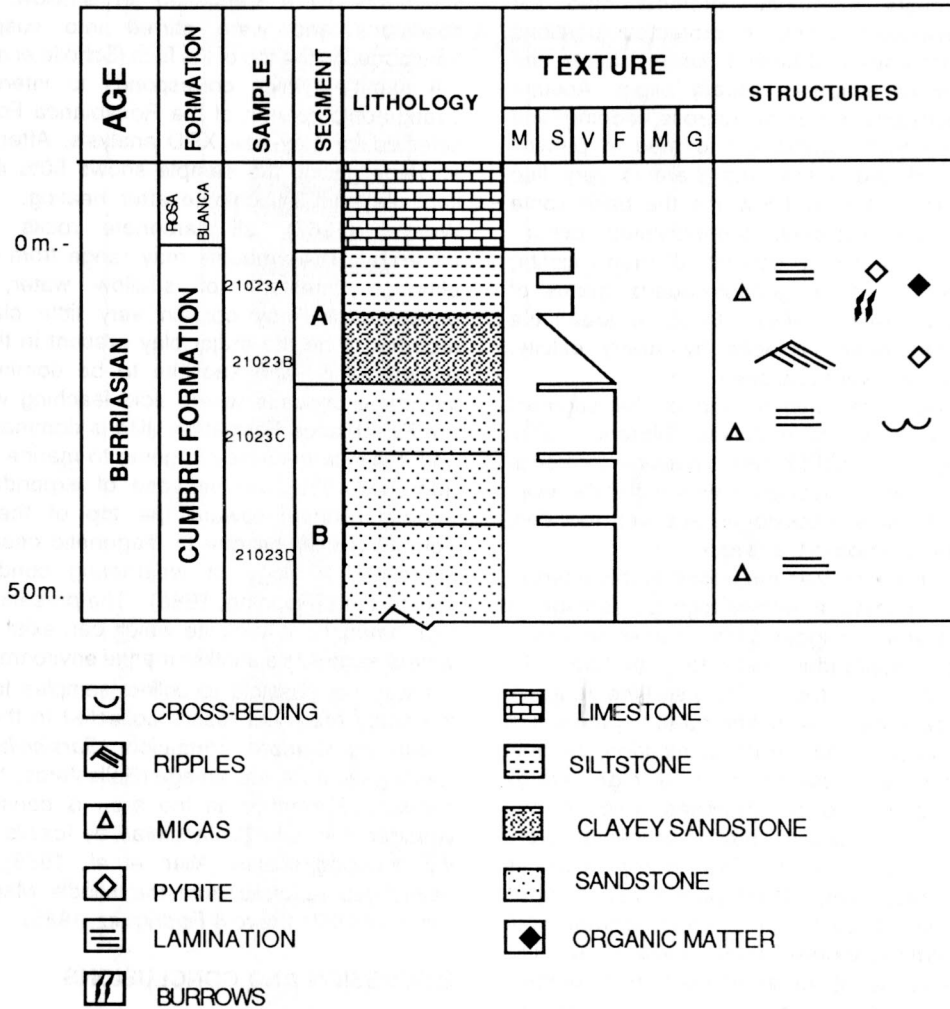 AGE
FORMATION
SAMPLE
SEGMENT
LITHOLOGY
TEXTURE
M S V F M G
STRUCTURES
ROSA
BLANCA
0m.-
BERRIASIAN
CUMBRE FORMATION
21023A
A
21023B
21023C
B
21023D
50m.
CROSS-BEDING
RIPPLES
MICAS
PYRITE
LAMINATION
BURROWS
LIMESTONE
SILTSTONE
CLAYEY SANDSTONE
SANDSTONE
ORGANIC MATTER